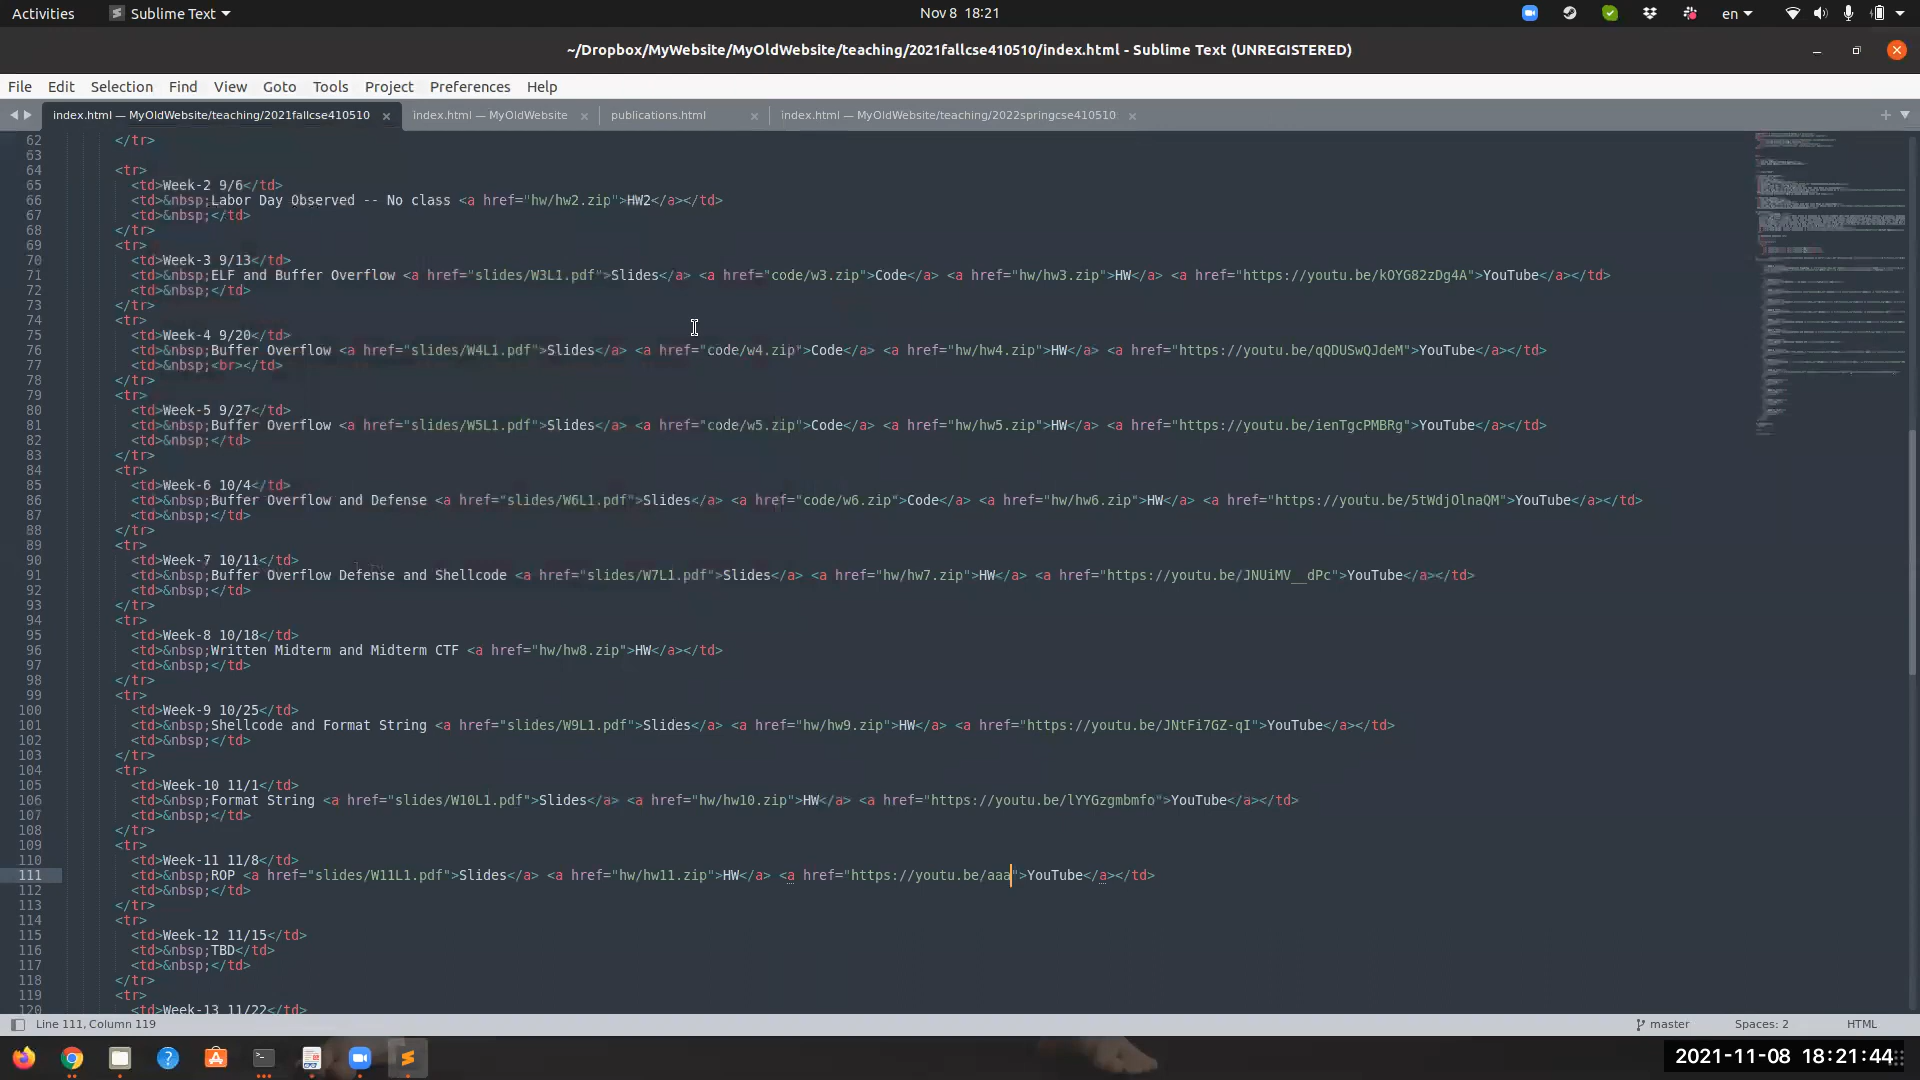 Activities Sublime Text Nov 8 18:21 en
~/Dropbox/MyWebsite/MyOldWebsite/teaching/2021fallcse410510/index.html - Sublime Text (UNREGISTERED)
File Edit Selection Find View Goto Tools Project Preferences Help
index.html — MyOldWebsite/teaching/2021fallcse410510 index.html — MyOldWebsite publications.html index.html — MyOldWebsite/teaching/2022springcse410510
62 </tr>
63
64 <tr>
65 <td>Week-2 9/6</td>
66 <td>&nbsp;Labor Day Observed -- No class <a href="hw/hw2.zip">HW2</a></td>
67 <td>&nbsp;</td>
68 </tr>
69 <tr>
70 <td>Week-3 9/13</td>
71 <td>&nbsp;ELF and Buffer Overflow <a href="slides/W3L1.pdf">Slides</a> <a href="code/w3.zip">Code</a> <a href="hw/hw3.zip">HW</a> <a href="https://youtu.be/kOYG82zDg4A">YouTube</a></td>
72 <td>&nbsp;</td>
73 </tr>
74 <tr>
75 <td>Week-4 9/20</td>
76 <td>&nbsp;Buffer Overflow <a href="slides/W4L1.pdf">Slides</a> <a href="code/w4.zip">Code</a> <a href="hw/hw4.zip">HW</a> <a href="https://youtu.be/qQDUSwQJdeM">YouTube</a></td>
77 <td>&nbsp;<br></td>
78 </tr>
79 <tr>
80 <td>Week-5 9/27</td>
81 <td>&nbsp;Buffer Overflow <a href="slides/W5L1.pdf">Slides</a> <a href="code/w5.zip">Code</a> <a href="hw/hw5.zip">HW</a> <a href="https://youtu.be/ienTgcPMBRg">YouTube</a></td>
82 <td>&nbsp;</td>
83 </tr>
84 <tr>
85 <td>Week-6 10/4</td>
86 <td>&nbsp;Buffer Overflow and Defense <a href="slides/W6L1.pdf">Slides</a> <a href="code/w6.zip">Code</a> <a href="hw/hw6.zip">HW</a> <a href="https://youtu.be/5tWdjOlnaQM">YouTube</a></td>
87 <td>&nbsp;</td>
88 </tr>
89 <tr>
90 <td>Week-7 10/11</td>
91 <td>&nbsp;Buffer Overflow Defense and Shellcode <a href="slides/W7L1.pdf">Slides</a> <a href="hw/hw7.zip">HW</a> <a href="https://youtu.be/JNUiMV__dPc">YouTube</a></td>
92 <td>&nbsp;</td>
93 </tr>
94 <tr>
95 <td>Week-8 10/18</td>
96 <td>&nbsp;Written Midterm and Midterm CTF <a href="hw/hw8.zip">HW</a></td>
97 <td>&nbsp;</td>
98 </tr>
99 <tr>
100 <td>Week-9 10/25</td>
101 <td>&nbsp;Shellcode and Format String <a href="slides/W9L1.pdf">Slides</a> <a href="hw/hw9.zip">HW</a> <a href="https://youtu.be/JNtFi7GZ-qI">YouTube</a></td>
102 <td>&nbsp;</td>
103 </tr>
104 <tr>
105 <td>Week-10 11/1</td>
106 <td>&nbsp;Format String <a href="slides/W10L1.pdf">Slides</a> <a href="hw/hw10.zip">HW</a> <a href="https://youtu.be/lYYGzgmbmfo">YouTube</a></td>
107 <td>&nbsp;</td>
108 </tr>
109 <tr>
110 <td>Week-11 11/8</td>
111 <td>&nbsp;ROP <a href="slides/W11L1.pdf">Slides</a> <a href="hw/hw11.zip">HW</a> <a href="https://youtu.be/aaa">YouTube</a></td>
112 <td>&nbsp;</td>
113 </tr>
114 <tr>
115 <td>Week-12 11/15</td>
116 <td>&nbsp;TBD</td>
117 <td>&nbsp;</td>
118 </tr>
119 <tr>
120 <td>Week-13 11/22</td>
Line 111, Column 119 master Spaces: 2 HTML
2021-11-08 18:21:44